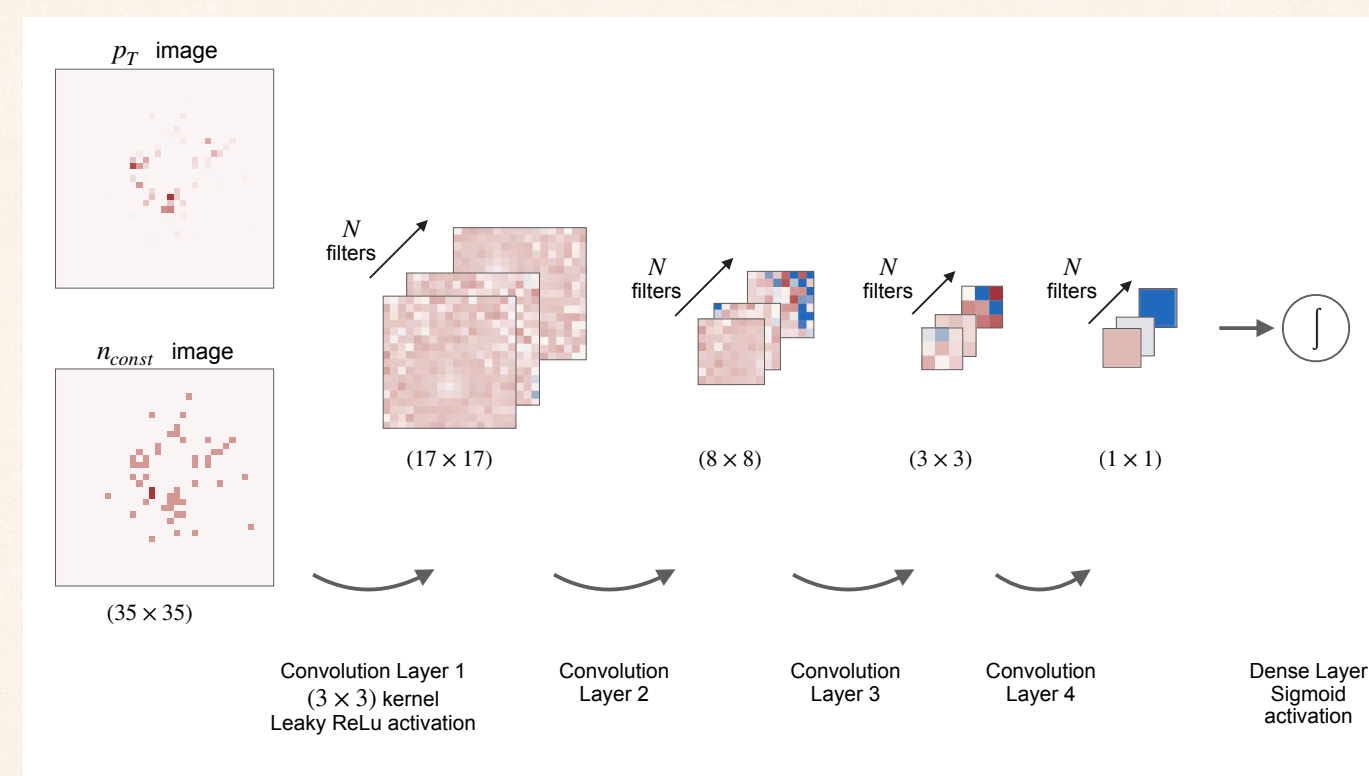 p_T image
N
filters
N
filters
N
filters
N
filters
∫
n_const image
(17 × 17)
(8 × 8)
(3 × 3)
(1 × 1)
(35 × 35)
Convolution Layer 1
(3 × 3) kernel
Leaky ReLu activation
Convolution
Layer 2
Convolution
Layer 3
Convolution
Layer 4
Dense Layer
Sigmoid
activation